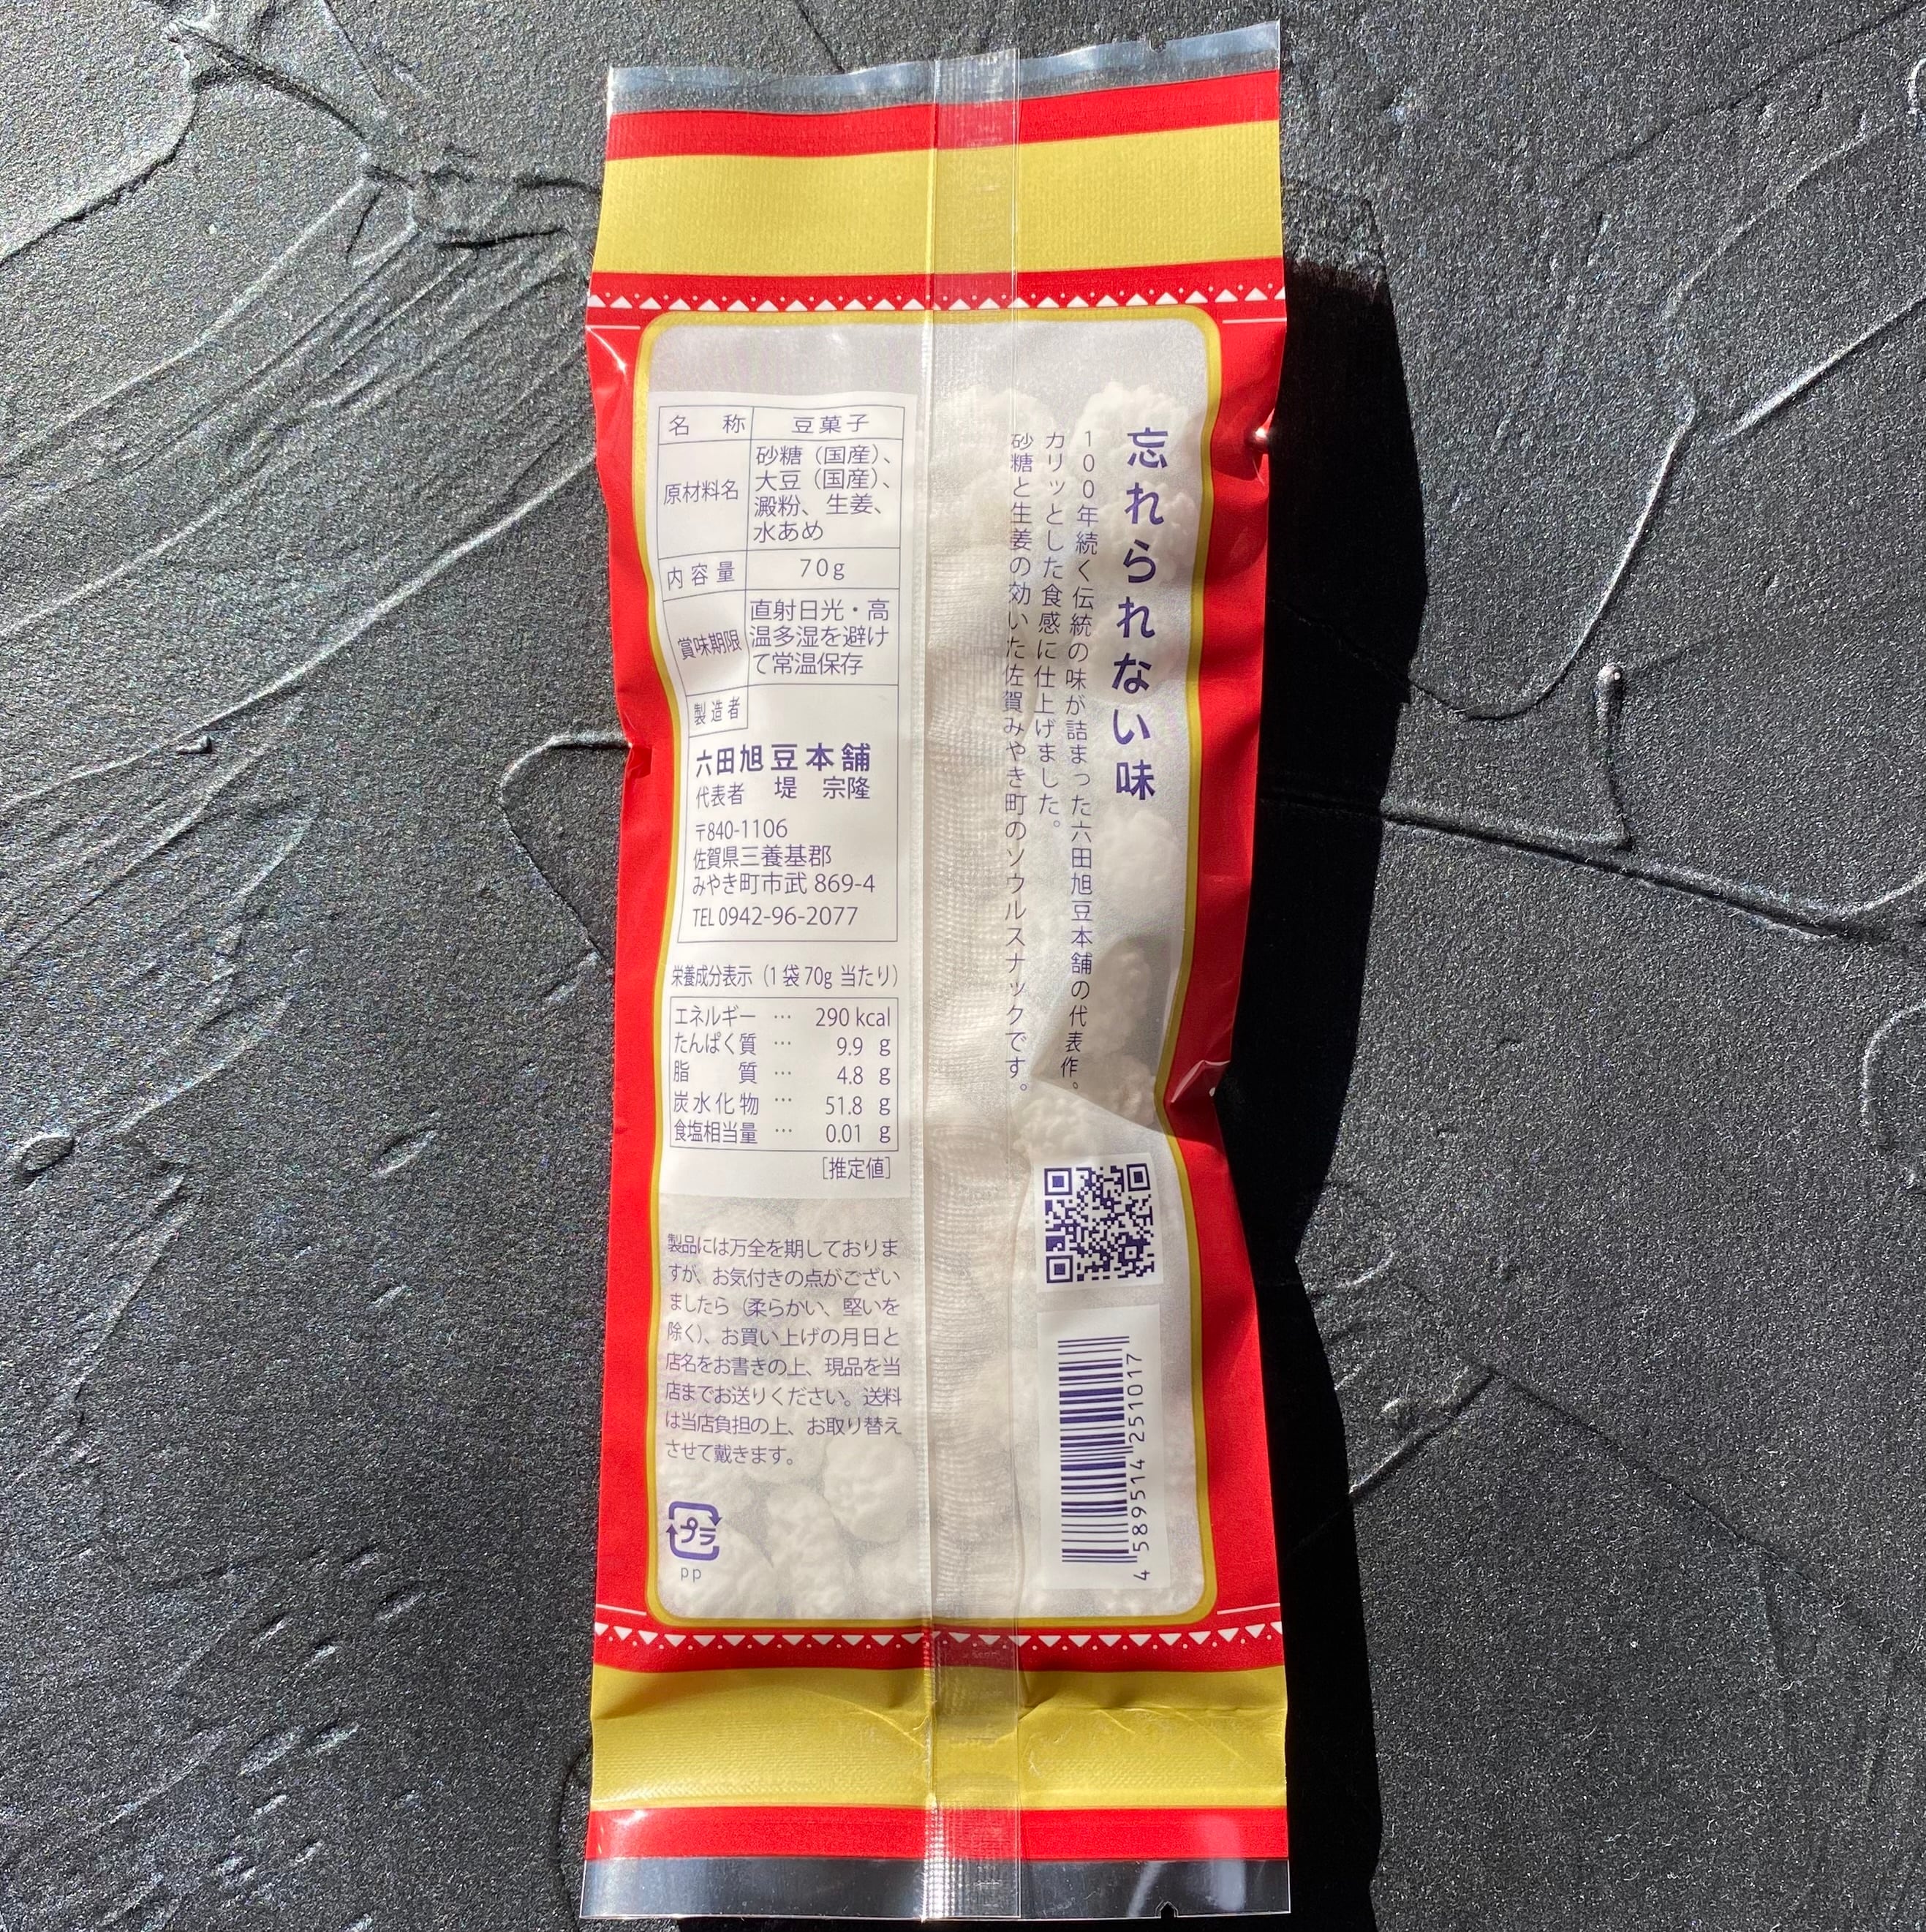 忘れられない味
100年続く伝統の味が詰まった六田旭豆本舗の代表作。
カリッとした食感に仕上げました。
砂糖と生姜の効いた佐賀みやき町のソウルスナックです。
名 称 豆菓子
原材料名 砂糖（国産）、
大豆（国産）、
澱粉、生姜、
水あめ
内容量 70g
賞味期限 直射日光・高
温多湿を避け
て常温保存
製造者
六田旭豆本舗
代表者 堤 宗隆
〒840-1106
佐賀県三養基郡
みやき町市武 869-4
TEL 0942-96-2077
栄養成分表示（1袋70g 当たり）
エネルギー … 290 kcal
たんぱく質 … 9.9 g
脂 質 … 4.8 g
炭水化物 … 51.8 g
食塩相当量 … 0.01 g
［推定値］
製品には万全を期しておりま
すが、お気付きの点がござい
ましたら（柔らかい、堅いを
除く）、お買い上げの月日と
店名をお書きの上、現品を当
店までお送りください。送料
は当店負担の上、お取り替え
させて戴きます。
プラ
pp
4 589514 251017